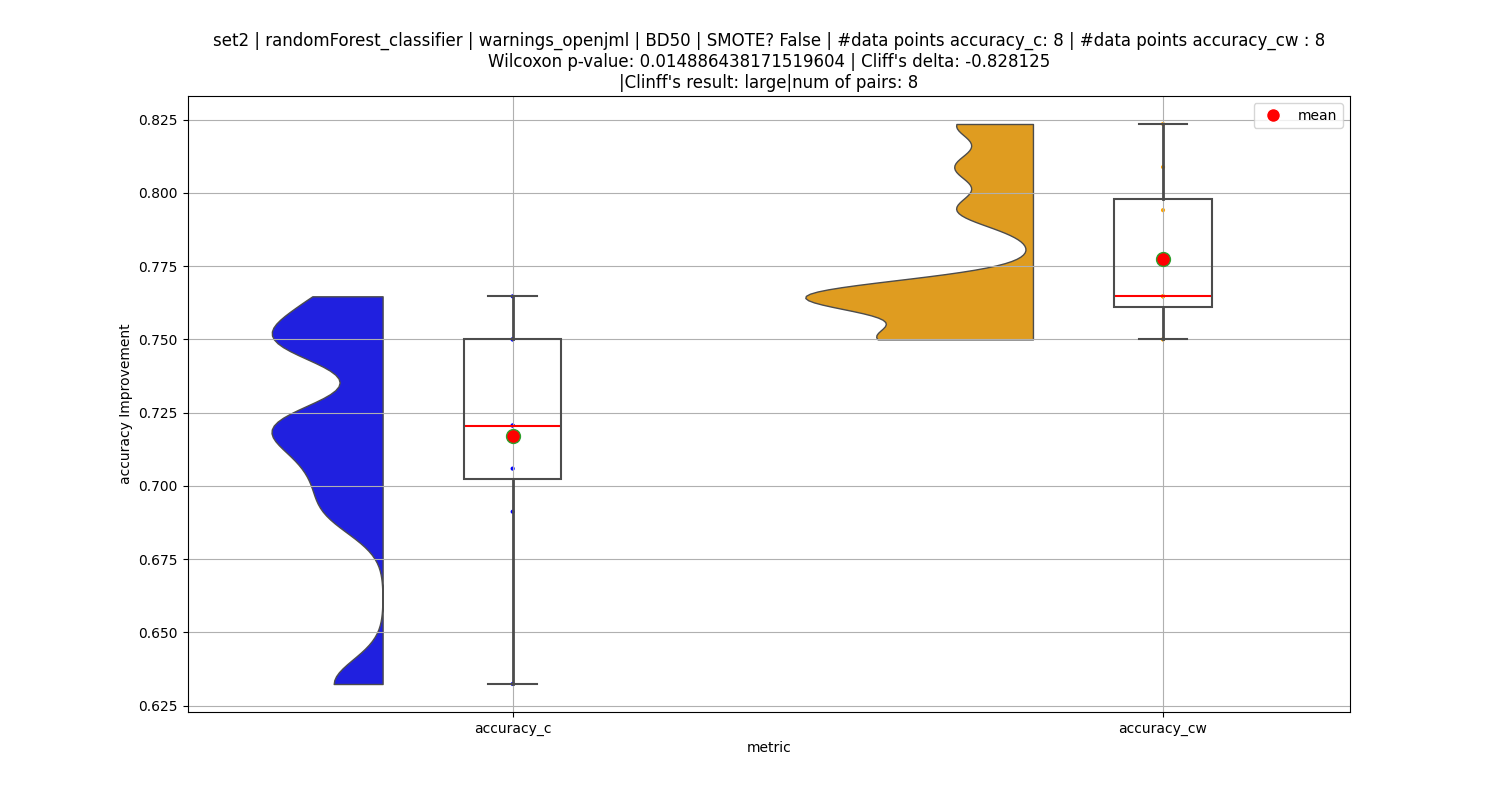 set2 | randomForest_classifier | warnings_openjml | BD50 | SMOTE? False | #data points accuracy_c: 8 | #data points accuracy_cw : 8
Wilcoxon p-value: 0.014886438171519604 | Cliff's delta: -0.828125
|Clinff's result: large|num of pairs: 8
mean
0.825
0.800
0.775
0.750
0.725
0.700
0.675
0.650
0.625
accuracy Improvement
accuracy_c
accuracy_cw
metric